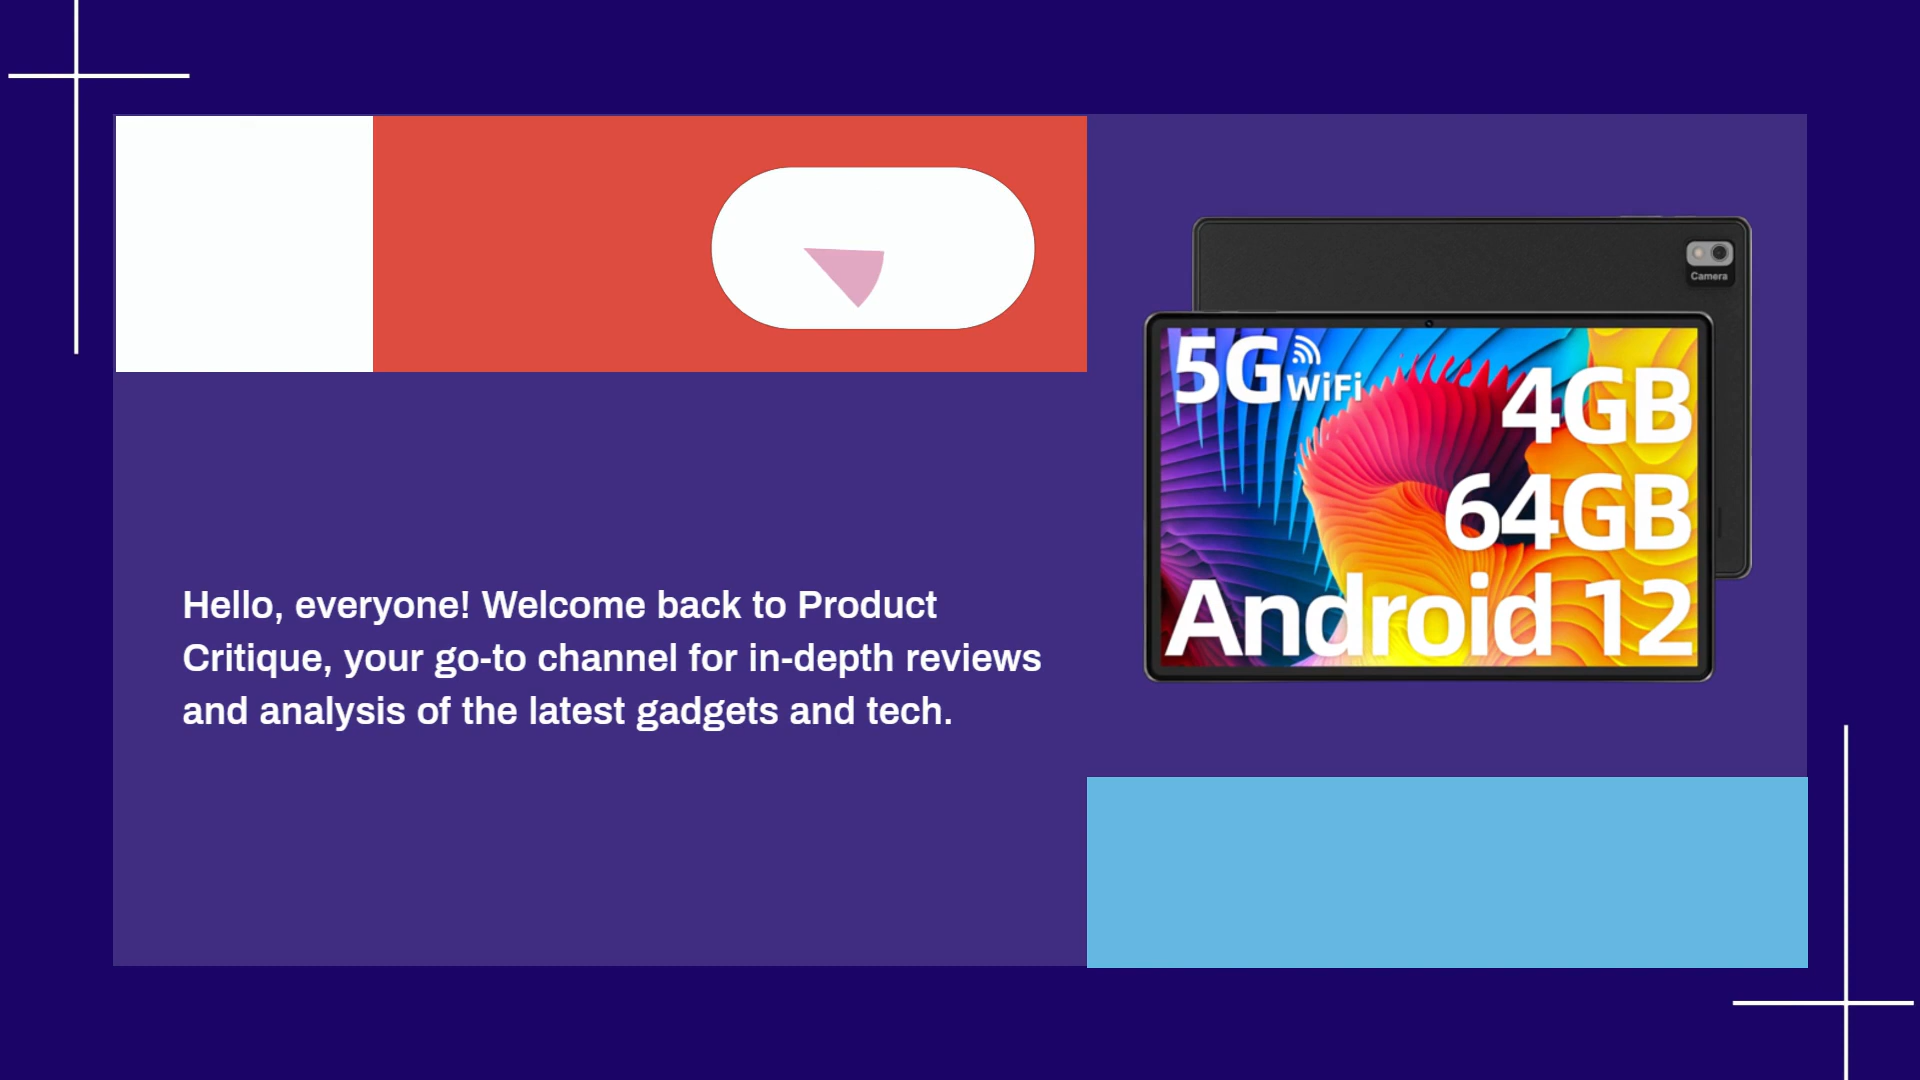 Hello, everyone! Welcome back to Product
Critique, your go-to channel for in-depth reviews
and analysis of the latest gadgets and tech.
Camera
5G WiFi
4GB
64GB
Android 12